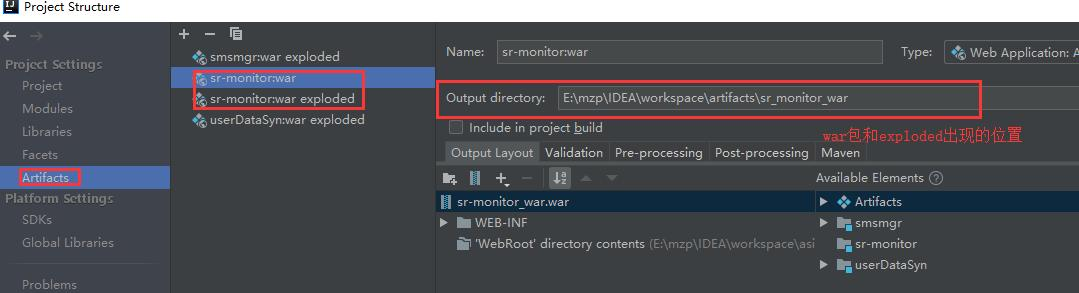 Project Structure
Project Settings
Project
Modules
Libraries
Facets
Artifacts
Platform Settings
SDKs
Global Libraries
Problems
smsmgr:war exploded
sr-monitor:war
sr-monitor:war exploded
userDataSyn:war exploded
Name: sr-monitor:war Type: Web Application: A
Output directory: E:\mzp\IDEA\workspace\artifacts\sr_monitor_war
Include in project build
war包和exploded出现的位置
Output Layout Validation Pre-processing Post-processing Maven
Available Elements
sr-monitor_war.war
WEB-INF
'WebRoot' directory contents (E:\mzp\IDEA\workspace\asi
Artifacts
smsmgr
sr-monitor
userDataSyn